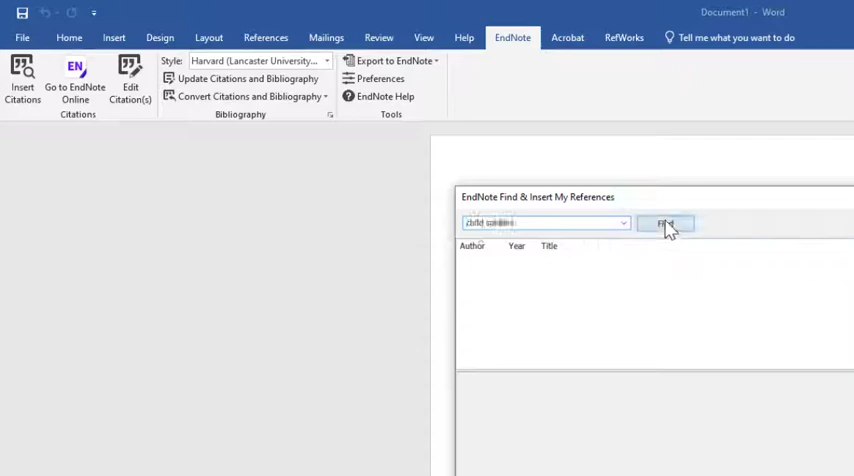 Document1 - Word
File Home Insert Design Layout References Mailings Review View Help EndNote Acrobat RefWorks Tell me what you want to do
Insert Citations
EN Go to EndNote Online
Edit Citation(s)
Citations
Style: Harvard (Lancaster University...
Update Citations and Bibliography
Convert Citations and Bibliography
Bibliography
Export to EndNote
Preferences
EndNote Help
Tools
EndNote Find & Insert My References
child
Find
Author Year Title